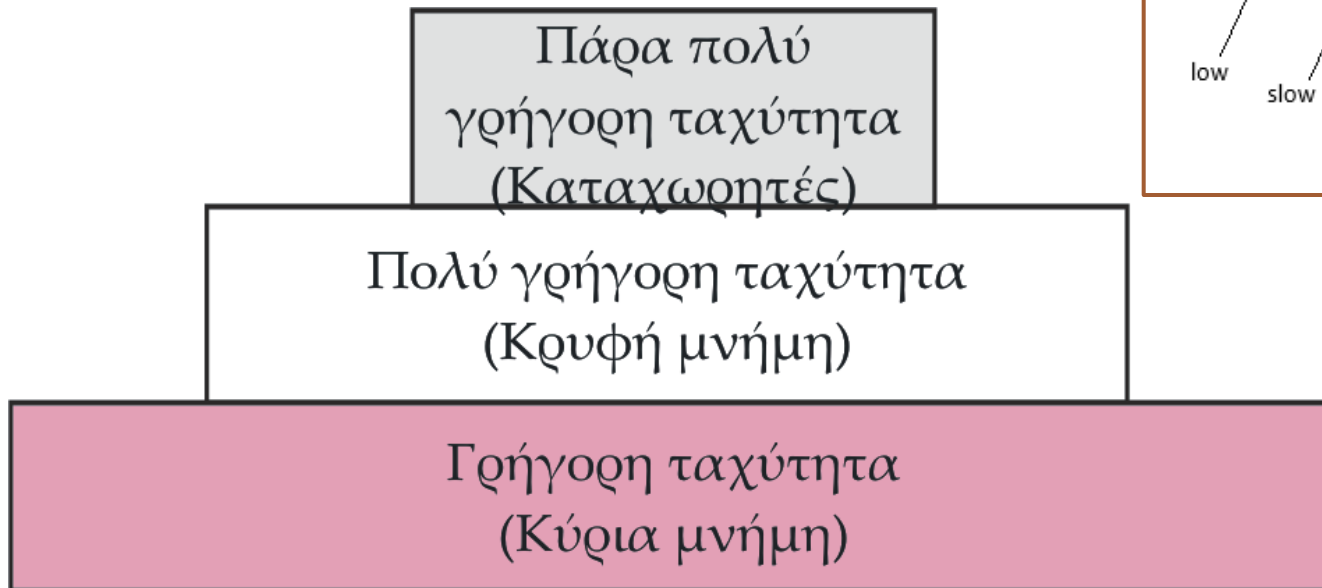 Πάρα πολύ
γρήγορη ταχύτητα
(Καταχωρητές)
low
slow
Πολύ γρήγορη ταχύτητα
(Κρυφή μνήμη)
Γρήγορη ταχύτητα
(Κύρια μνήμη)